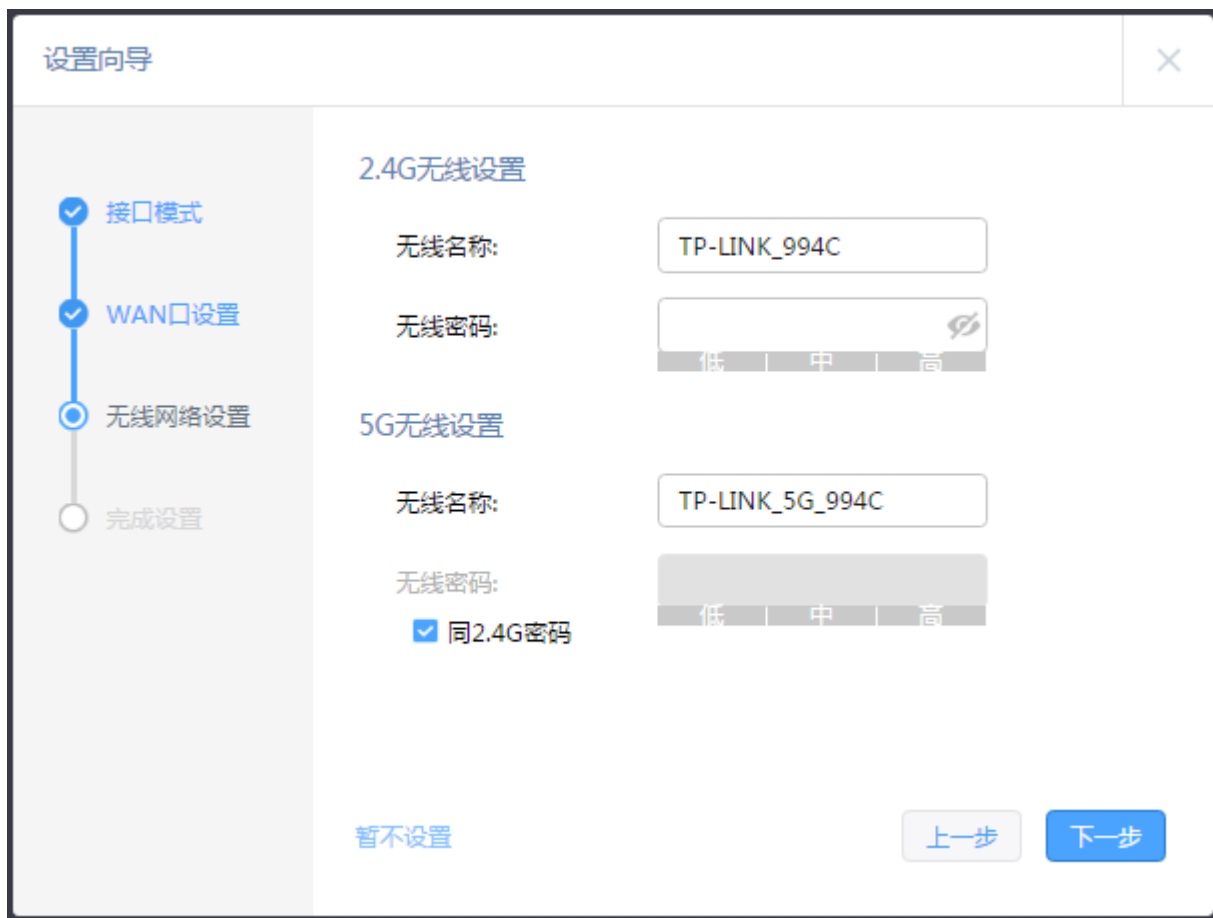 设置向导
接口模式
WAN口设置
无线网络设置
完成设置
2.4G无线设置
无线名称: TP-LINK_994C
无线密码:
低 中 高
5G无线设置
无线名称: TP-LINK_5G_994C
无线密码:
低 中 高
同2.4G密码
暂不设置 上一步 下一步